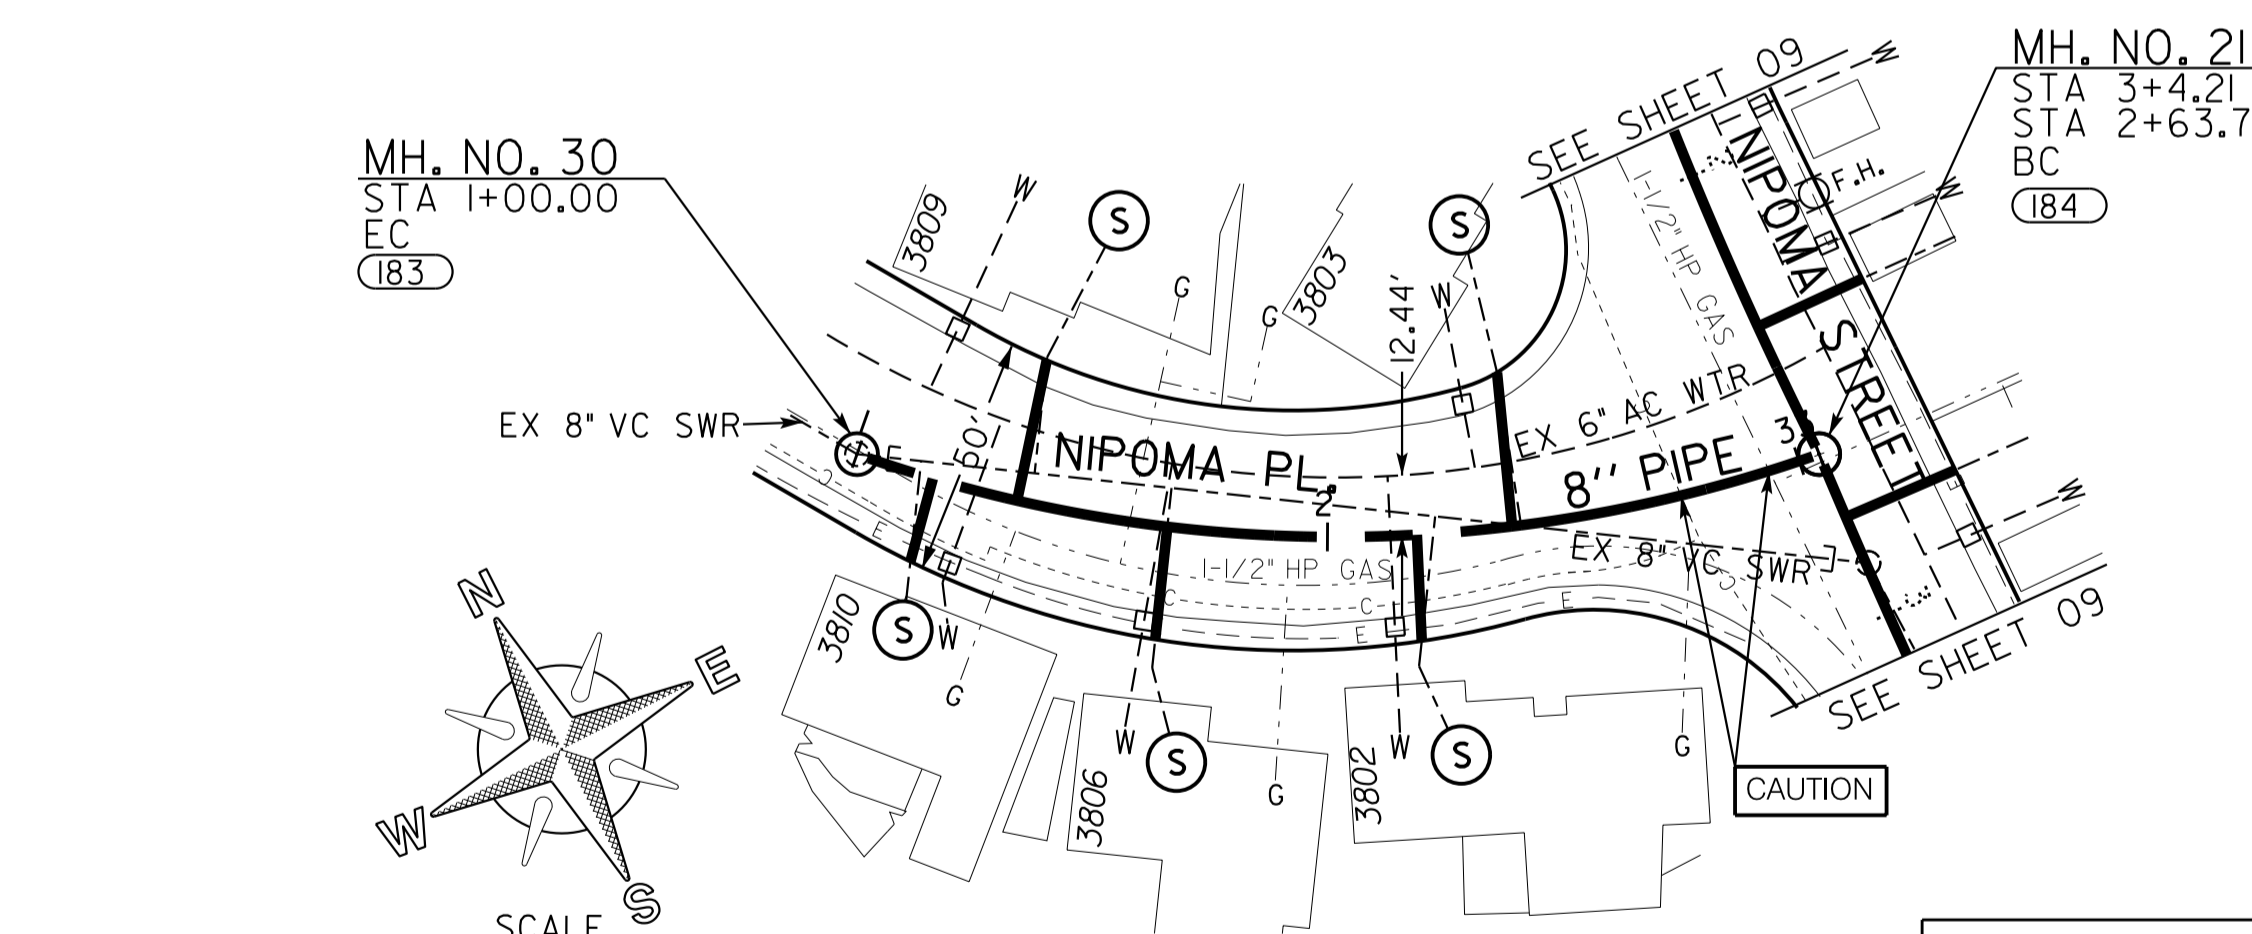 MH. NO. 30
STA 1+00.00
EC
183
MH. NO. 21
STA 3+4.21
STA 2+63.7
BC
184
SEE SHEET 09
W
NIPOMA STREET
F.H.
W
1-1/2" HP GAS
3809
W
S
G
G
3803
12.44'
W
S
EX 6" AC WTR
8'' PIPE
3
EX 8" VC SWR
1
E
50'
NIPOMA PL.
2
C
E
1-1/2" HP GAS
C
C
E
E
EX 8" VC SWR
W
SEE SHEET 09
3810
S
W
G
W
S
3806
G
3802
W
S
G
CAUTION
N
E
W
S
SCALE